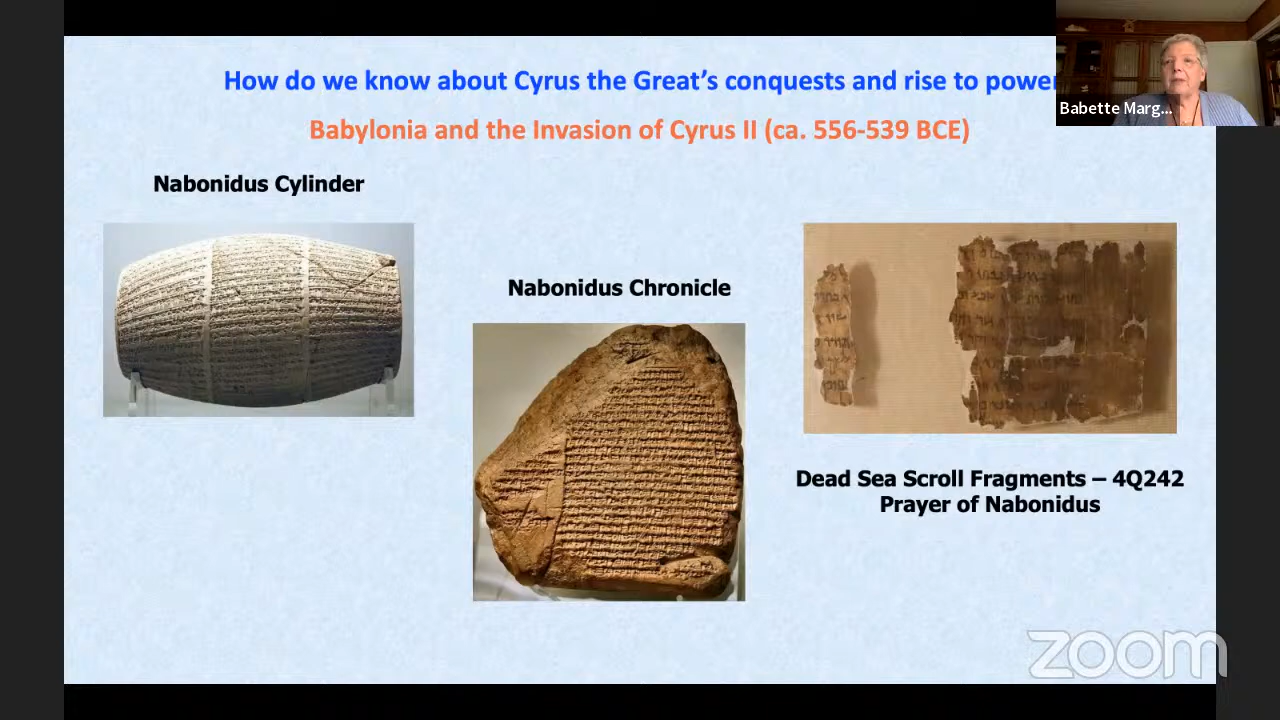 How do we know about Cyrus the Great's conquests and rise to power
Babylonia and the Invasion of Cyrus II (ca. 556-539 BCE)
Babette Marg...
Nabonidus Cylinder
Nabonidus Chronicle
Dead Sea Scroll Fragments – 4Q242
Prayer of Nabonidus
zoom